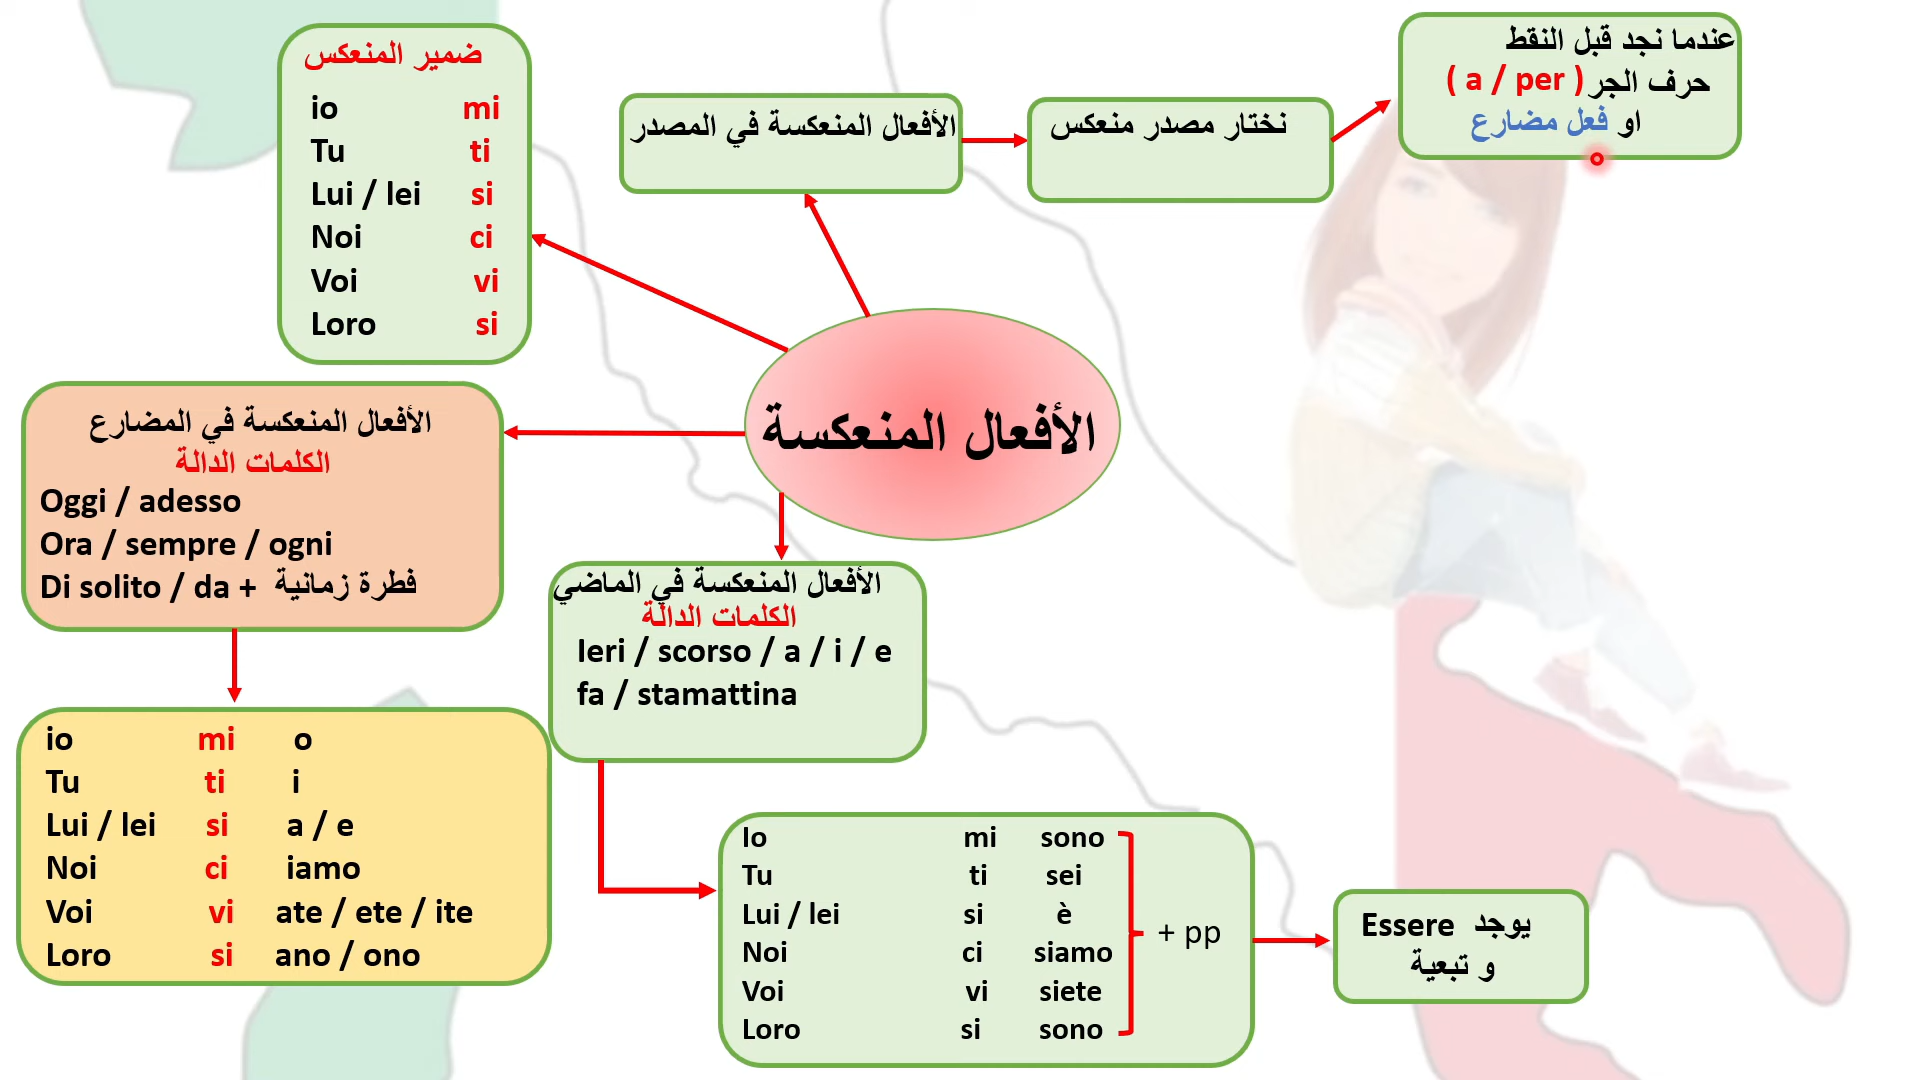 ضمير المنعكس
io mi
Tu ti
Lui / lei si
Noi ci
Voi vi
Loro si
الأفعال المنعكسة في المصدر
نختار مصدر منعكس
عندما نجد قبل النقط
حرف الجر ( a / per )
او فعل مضارع
الأفعال المنعكسة
الأفعال المنعكسة في المضارع
الكلمات الدالة
Oggi / adesso
Ora / sempre / ogni
Di solito / da + فطرة زمانية
io mi o
Tu ti i
Lui / lei si a / e
Noi ci iamo
Voi vi ate / ete / ite
Loro si ano / ono
الأفعال المنعكسة في الماضي
الكلمات الدالة
Ieri / scorso / a / i / e
fa / stamattina
Io mi sono
Tu ti sei
Lui / lei si è
Noi ci siamo
Voi vi siete
Loro si sono
+ pp
يوجد Essere
و تبعية